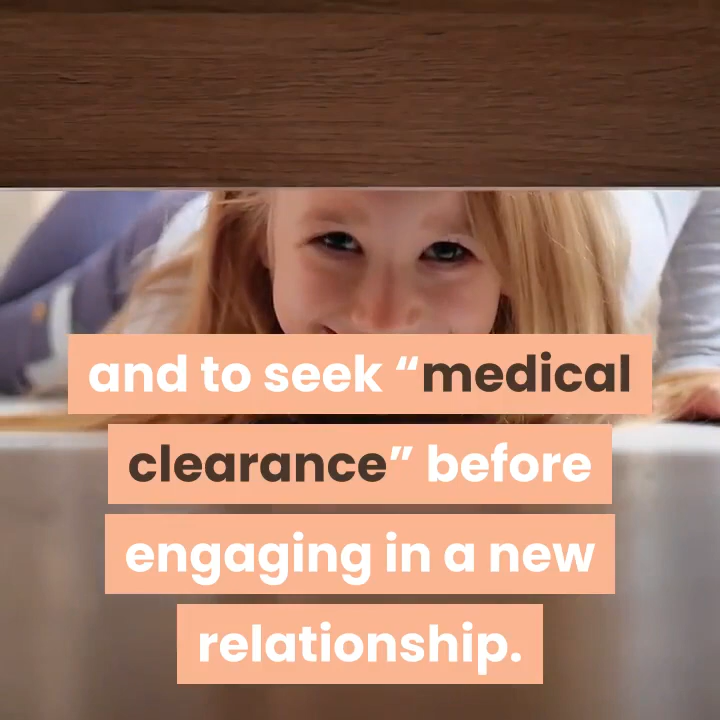 and to seek “medical
clearance” before
engaging in a new
relationship.